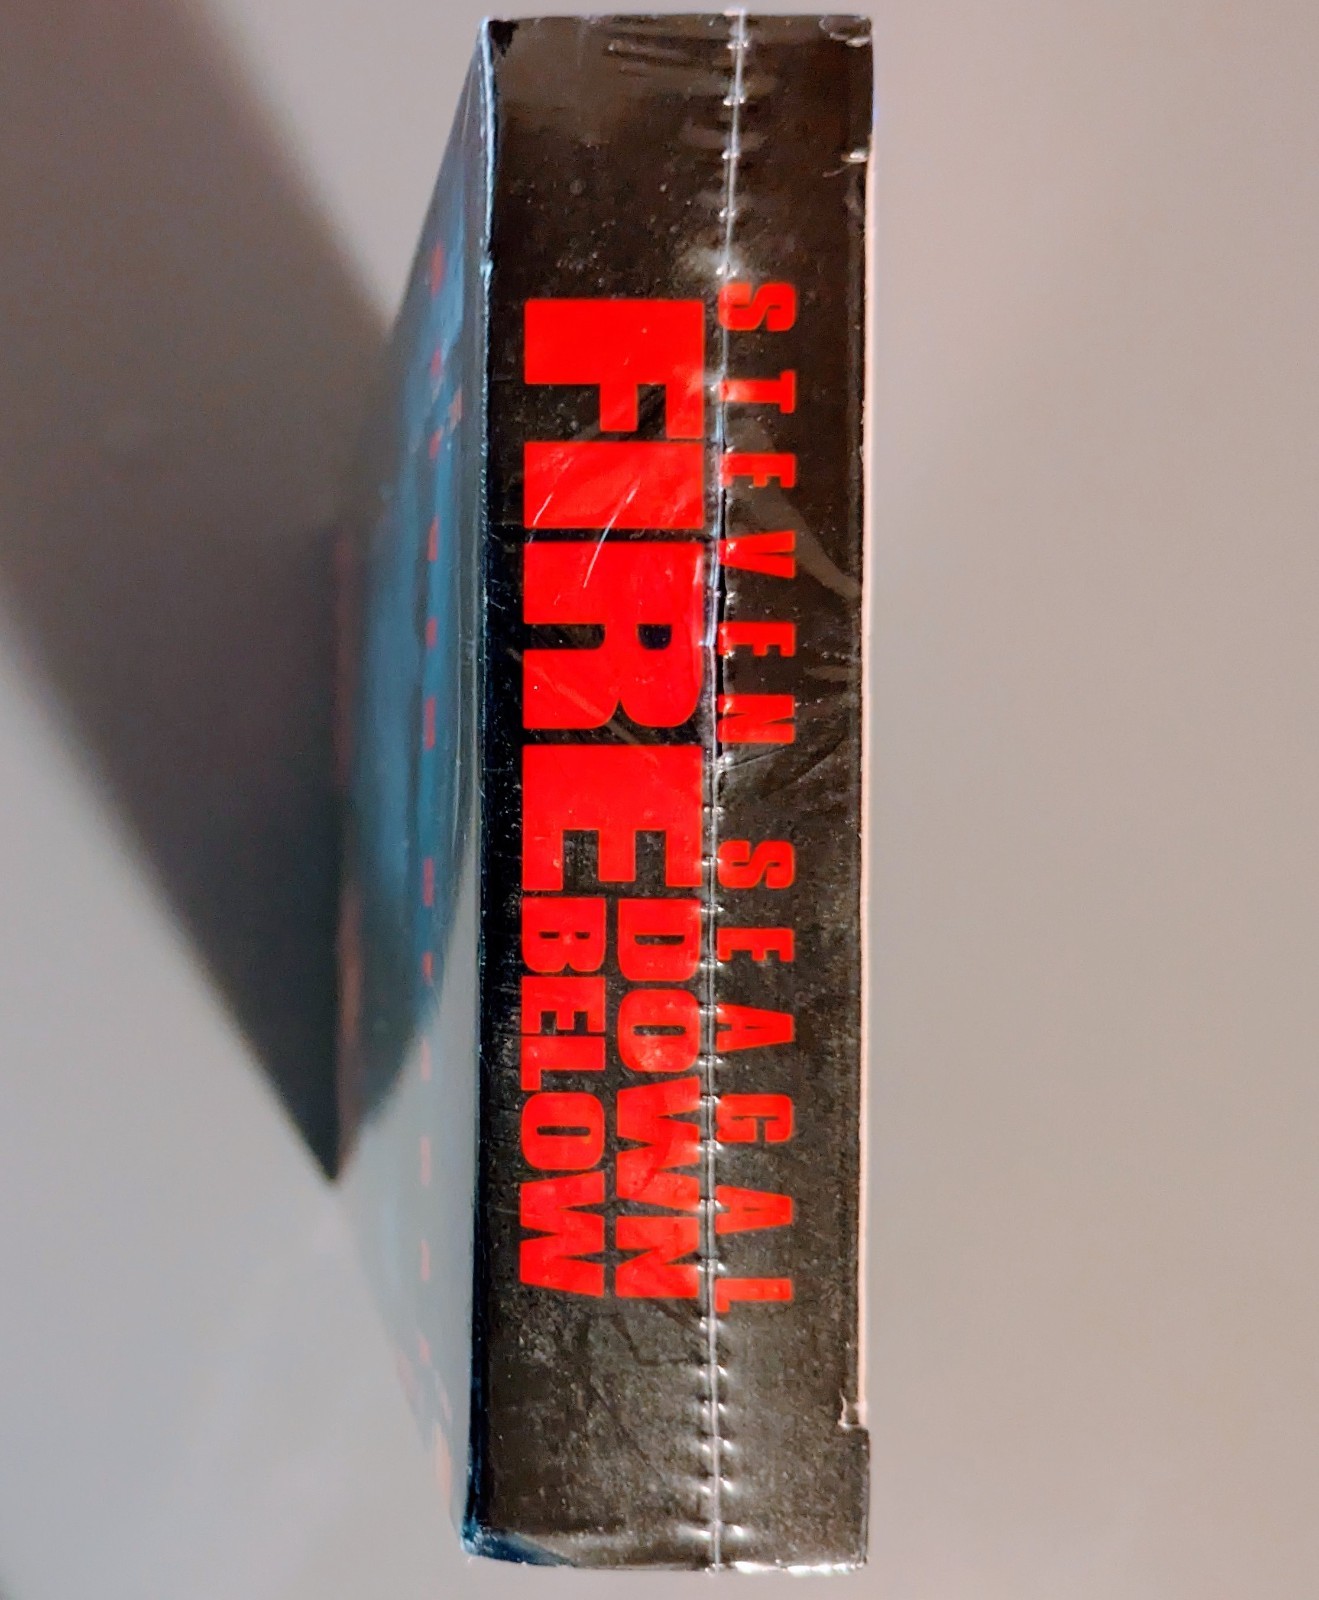 STEVEN SEAGAL
FIRE DOWN
BELOW